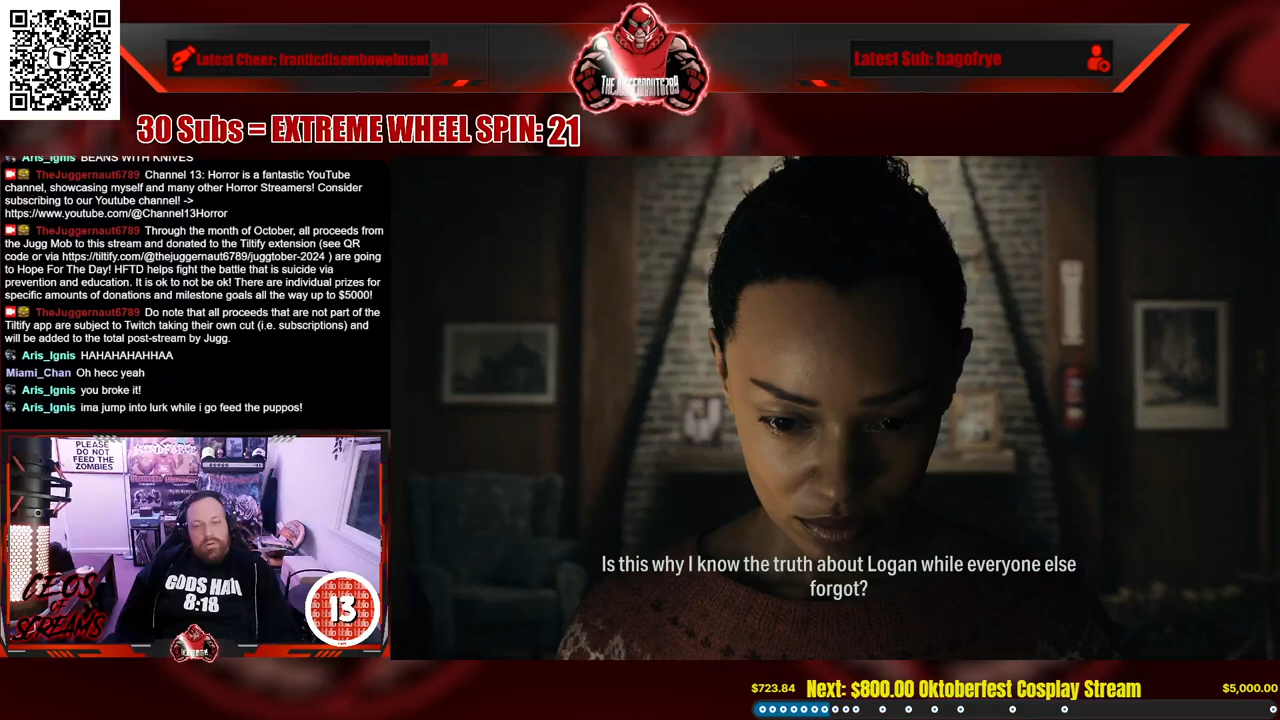 Latest Cheer: franticdisembowelment 50
THEJUGGERNAUT6789
Latest Sub: bagofrye
30 Subs = EXTREME WHEEL SPIN: 21
Aris_Ignis BEANS WITH KNIVES
TheJuggernaut6789 Channel 13: Horror is a fantastic YouTube
channel, showcasing myself and many other Horror Streamers! Consider
subscribing to our Youtube channel! ->
https://www.youtube.com/@Channel13Horror
TheJuggernaut6789 Through the month of October, all proceeds from
the Jugg Mob to this stream and donated to the Tiltify extension (see QR
code or via https://tiltify.com/@thejuggernaut6789/juggtober-2024 ) are going
to Hope For The Day! HFTD helps fight the battle that is suicide via
prevention and education. It is ok to not be ok! There are individual prizes for
specific amounts of donations and milestone goals all the way up to $5000!
TheJuggernaut6789 Do note that all proceeds that are not part of the
Tiltify app are subject to Twitch taking their own cut (i.e. subscriptions) and
will be added to the total post-stream by Jugg.
Aris_Ignis HAHAHAHAHHAA
Miami_Chan Oh hecc yeah
Aris_Ignis you broke it!
Aris_Ignis ima jump into lurk while i go feed the puppos!
PLEASE
DO NOT
FEED THE
ZOMBIES
GODS HAN
8:18
CEOS
OF
SCREAMS
13
Is this why I know the truth about Logan while everyone else
forgot?
$723.84 Next: $800.00 Oktoberfest Cosplay Stream $5,000.00